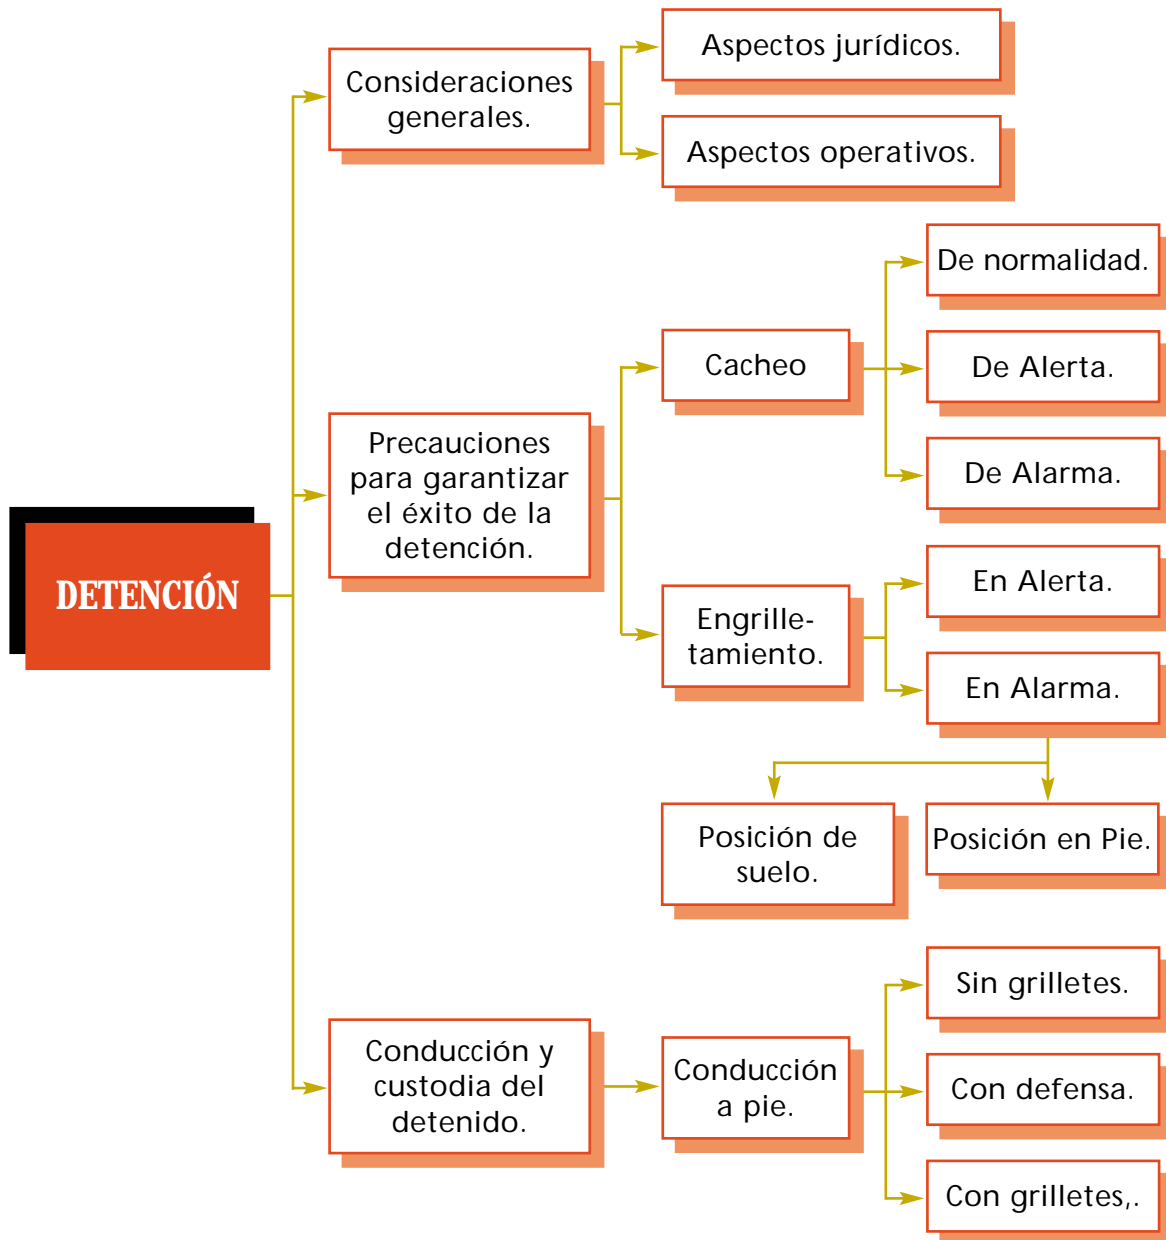 DETENCIÓN
Consideraciones
generales.
Aspectos jurídicos.
Aspectos operativos.
Precauciones
para garantizar
el éxito de la
detención.
Cacheo
De normalidad.
De Alerta.
De Alarma.
Engrille-
tamiento.
En Alerta.
En Alarma.
Posición de
suelo.
Posición en Pie.
Conducción y
custodia del
detenido.
Conducción
a pie.
Sin grilletes.
Con defensa.
Con grilletes,.